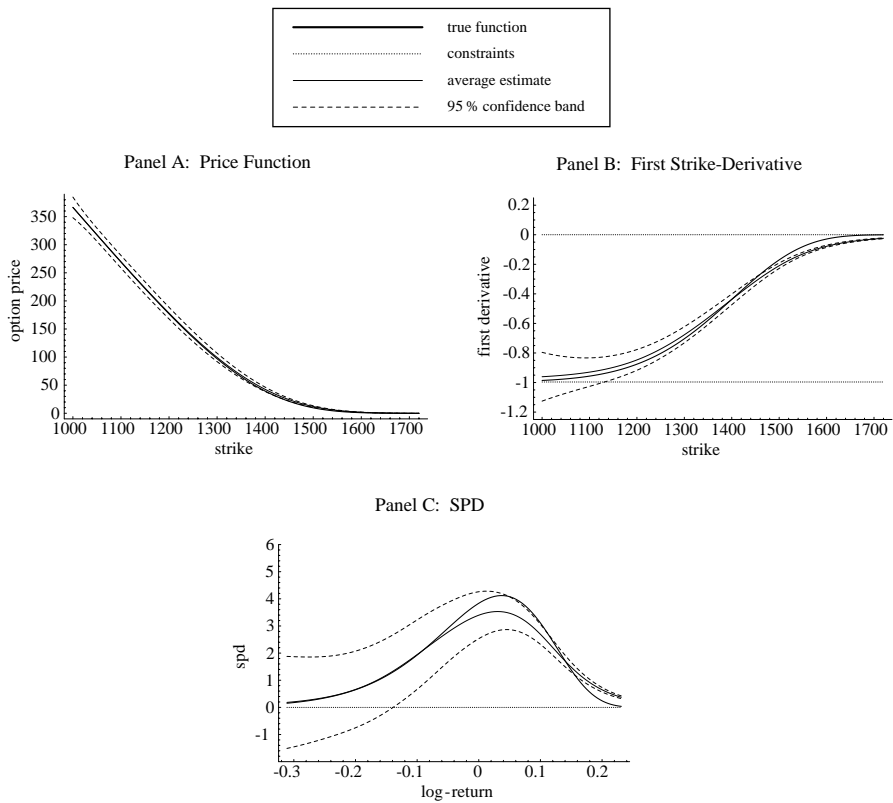 true function
constraints
average estimate
95 % confidence band
Panel A: Price Function
option price
350
300
250
200
150
100
50
0
1000 1100 1200 1300 1400 1500 1600 1700
strike
Panel B: First Strike-Derivative
first derivative
0.2
0
-0.2
-0.4
-0.6
-0.8
-1
-1.2
1000 1100 1200 1300 1400 1500 1600 1700
strike
Panel C: SPD
spd
6
5
4
3
2
1
0
-1
-0.3 -0.2 -0.1 0 0.1 0.2
log-return